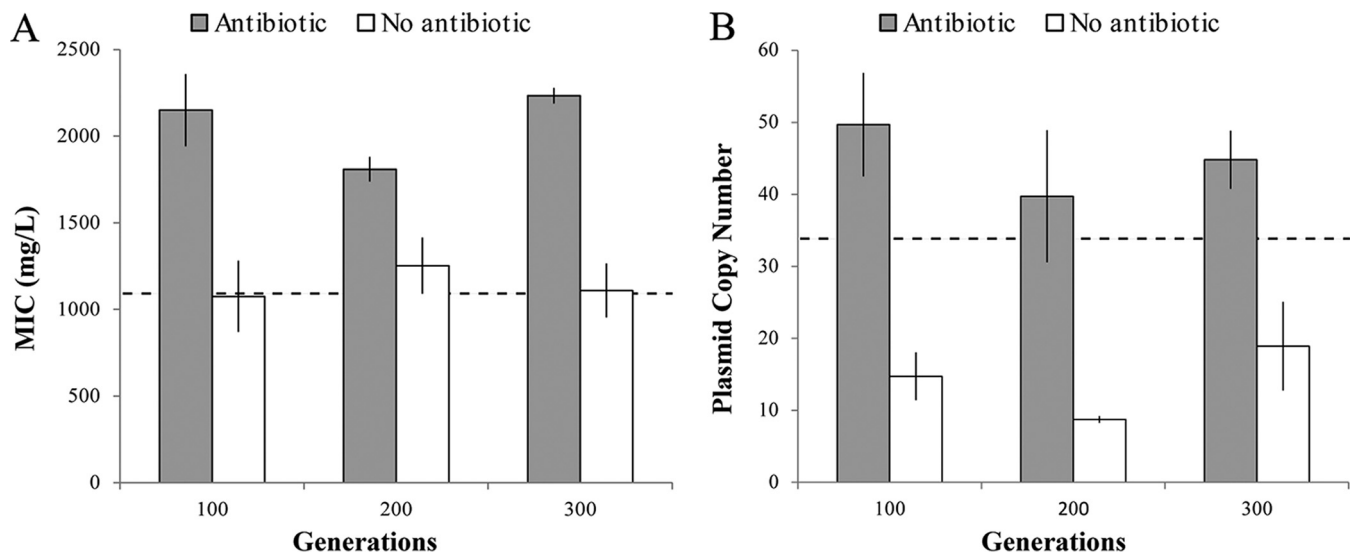 A
Antibiotic No antibiotic
2500
2000
1500
1000
500
0
MIC (mg/L)
100 200 300
Generations
B
Antibiotic No antibiotic
60
50
40
30
20
10
0
Plasmid Copy Number
100 200 300
Generations